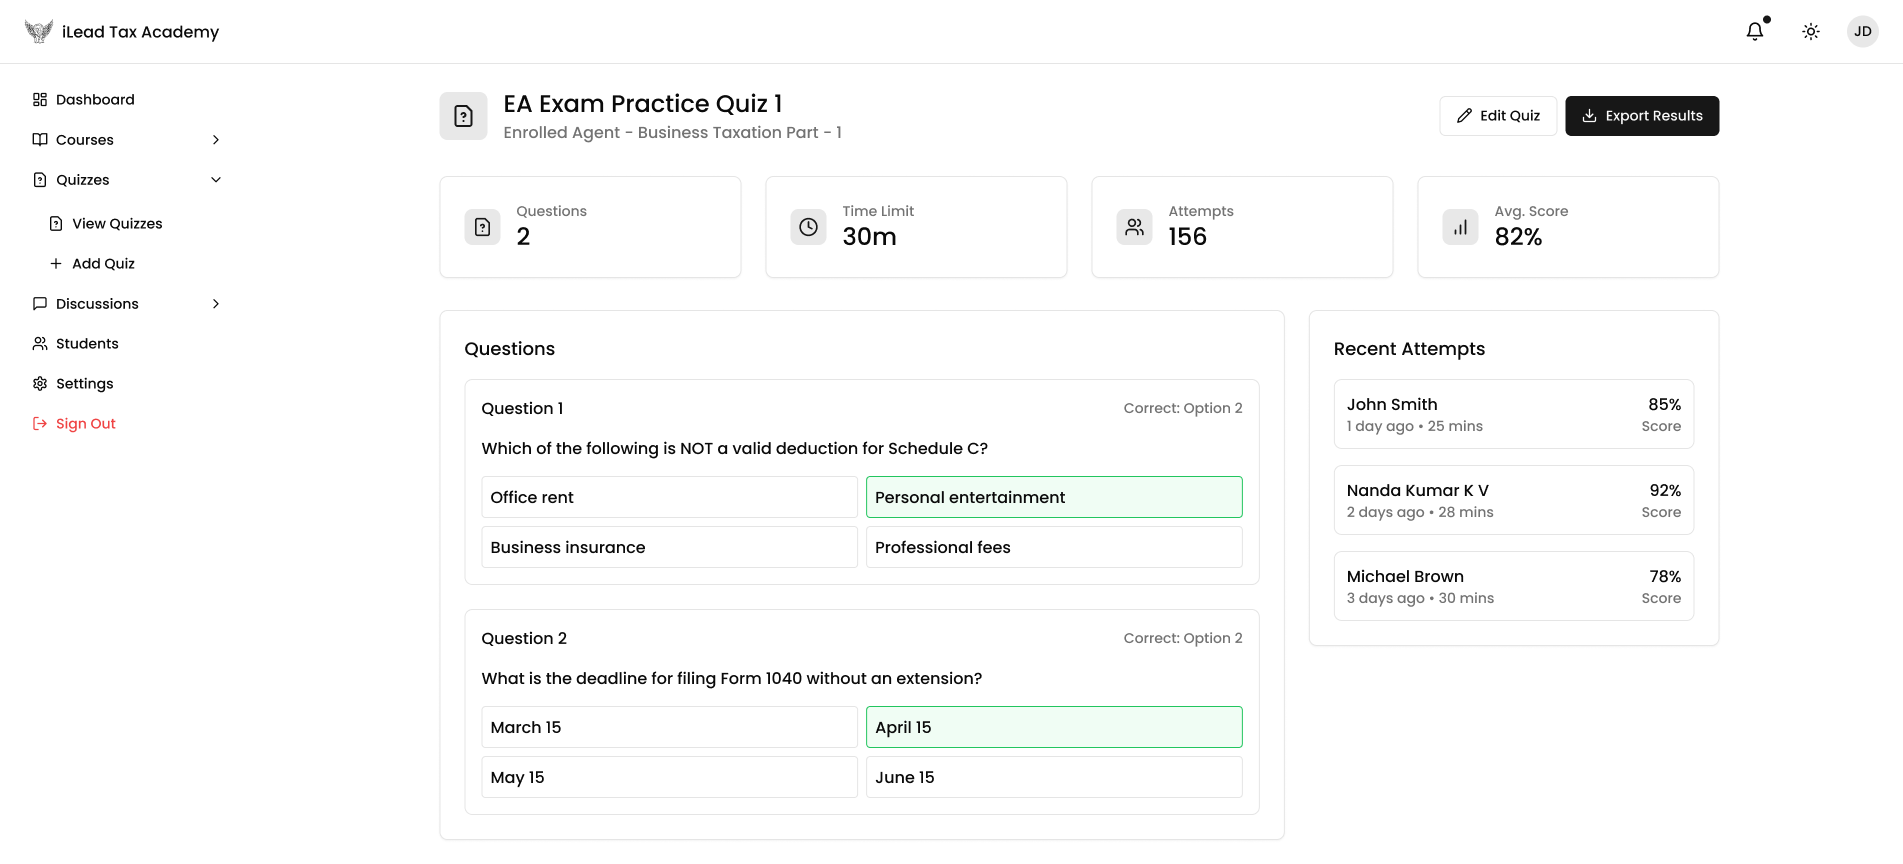 iLead Tax Academy
JD
Dashboard
Courses
Quizzes
View Quizzes
Add Quiz
Discussions
Students
Settings
Sign Out
EA Exam Practice Quiz 1
Enrolled Agent - Business Taxation Part - 1
Edit Quiz
Export Results
Questions
2
Time Limit
30m
Attempts
156
Avg. Score
82%
Questions
Question 1
Correct: Option 2
Which of the following is NOT a valid deduction for Schedule C?
Office rent
Personal entertainment
Business insurance
Professional fees
Question 2
Correct: Option 2
What is the deadline for filing Form 1040 without an extension?
March 15
April 15
May 15
June 15
Recent Attempts
John Smith
85%
1 day ago • 25 mins
Score
Nanda Kumar K V
92%
2 days ago • 28 mins
Score
Michael Brown
78%
3 days ago • 30 mins
Score